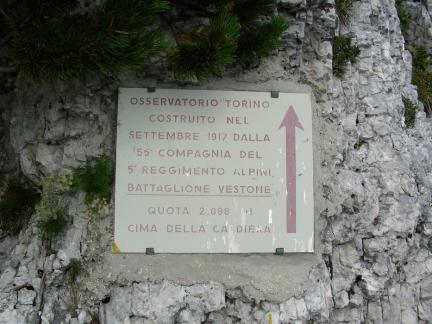 OSSERVATORIO TORINO
COSTRUITO NEL
SETTEMBRE 1917 DALLA
COMPAGNIA DEL
5° REGGIMENTO ALPINI
BATTAGLIONE VESTONE
QUOTA 2.098
CIMA DELLA CALDIERA